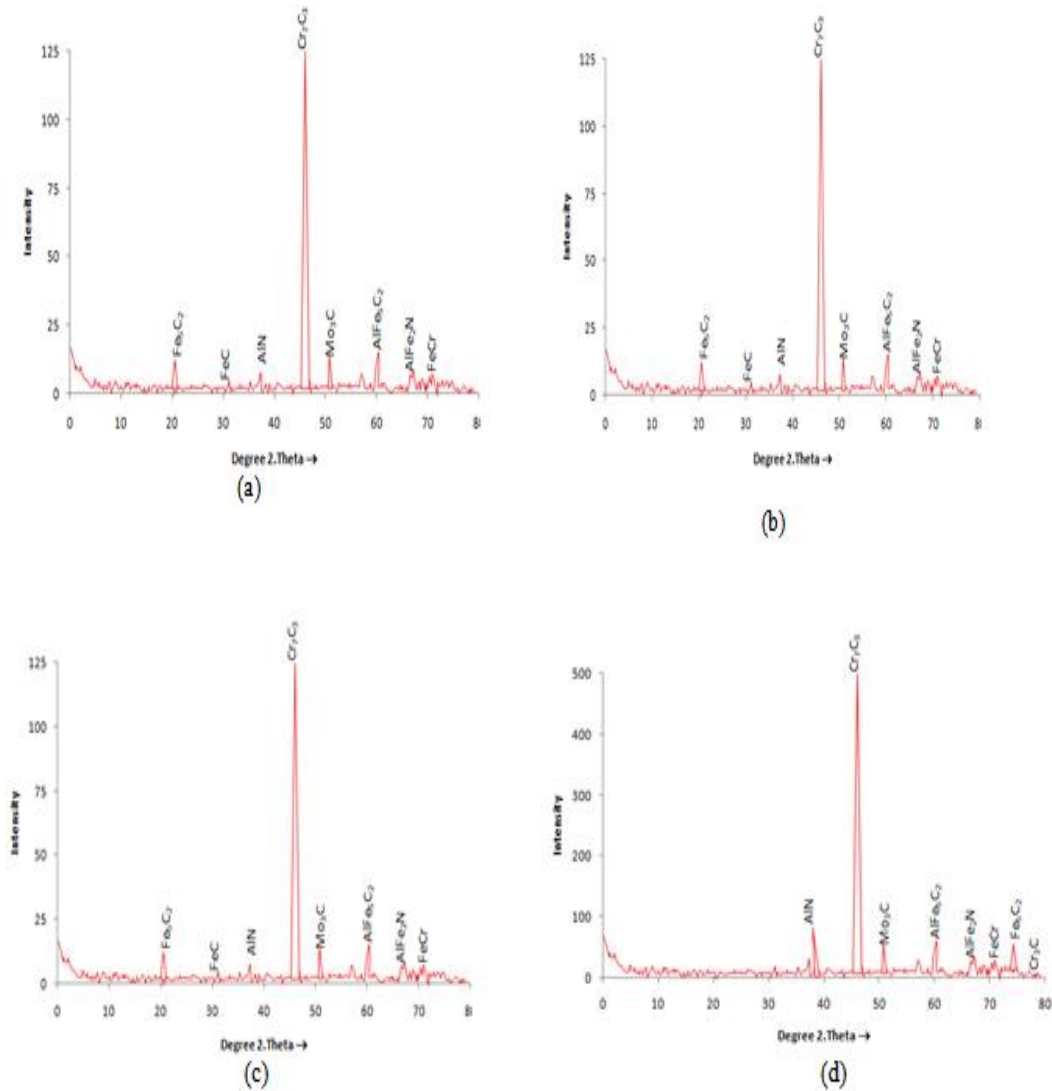 Cr₇C₃
125
100
75
50
25
0
Intensity
Fe₅C₂
FeC
AlN
Mo₃C
AlFe₅C₂
AlFe₂N
FeCr
0 10 20 30 40 50 60 70
Degree 2.Theta →
(a)
Cr₇C₃
125
100
75
50
25
0
Intensity
Fe₅C₂
FeC
AlN
Mo₃C
AlFe₅C₂
AlFe₂N
FeCr
0 10 20 30 40 50 60 70
Degree 2.Theta →
(b)
Cr₇C₃
125
100
75
50
25
0
Intensity
Fe₅C₂
FeC
AlN
Mo₃C
AlFe₅C₂
AlFe₂N
FeCr
0 10 20 30 40 50 60 70
Degree 2.Theta →
(c)
Cr₇C₃
500
400
300
200
100
0
Intensity
AlN
Mo₃C
AlFe₅C₂
AlFe₂N
FeCr
Fe₅C₂
0 10 20 30 40 50 60 70 80
Degree 2.Theta →
(d)